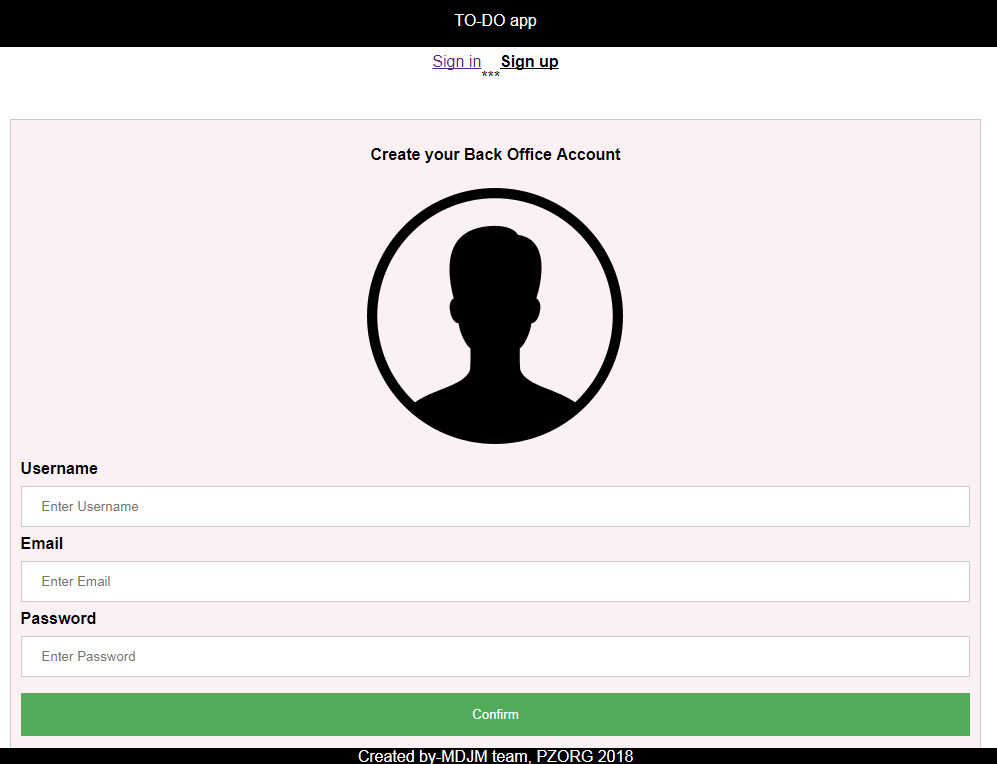 TO-DO app
Sign in***Sign up
Create your Back Office Account
Username
Enter Username
Email
Enter Email
Password
Enter Password
Confirm
Created by-MDJM team, PZORG 2018